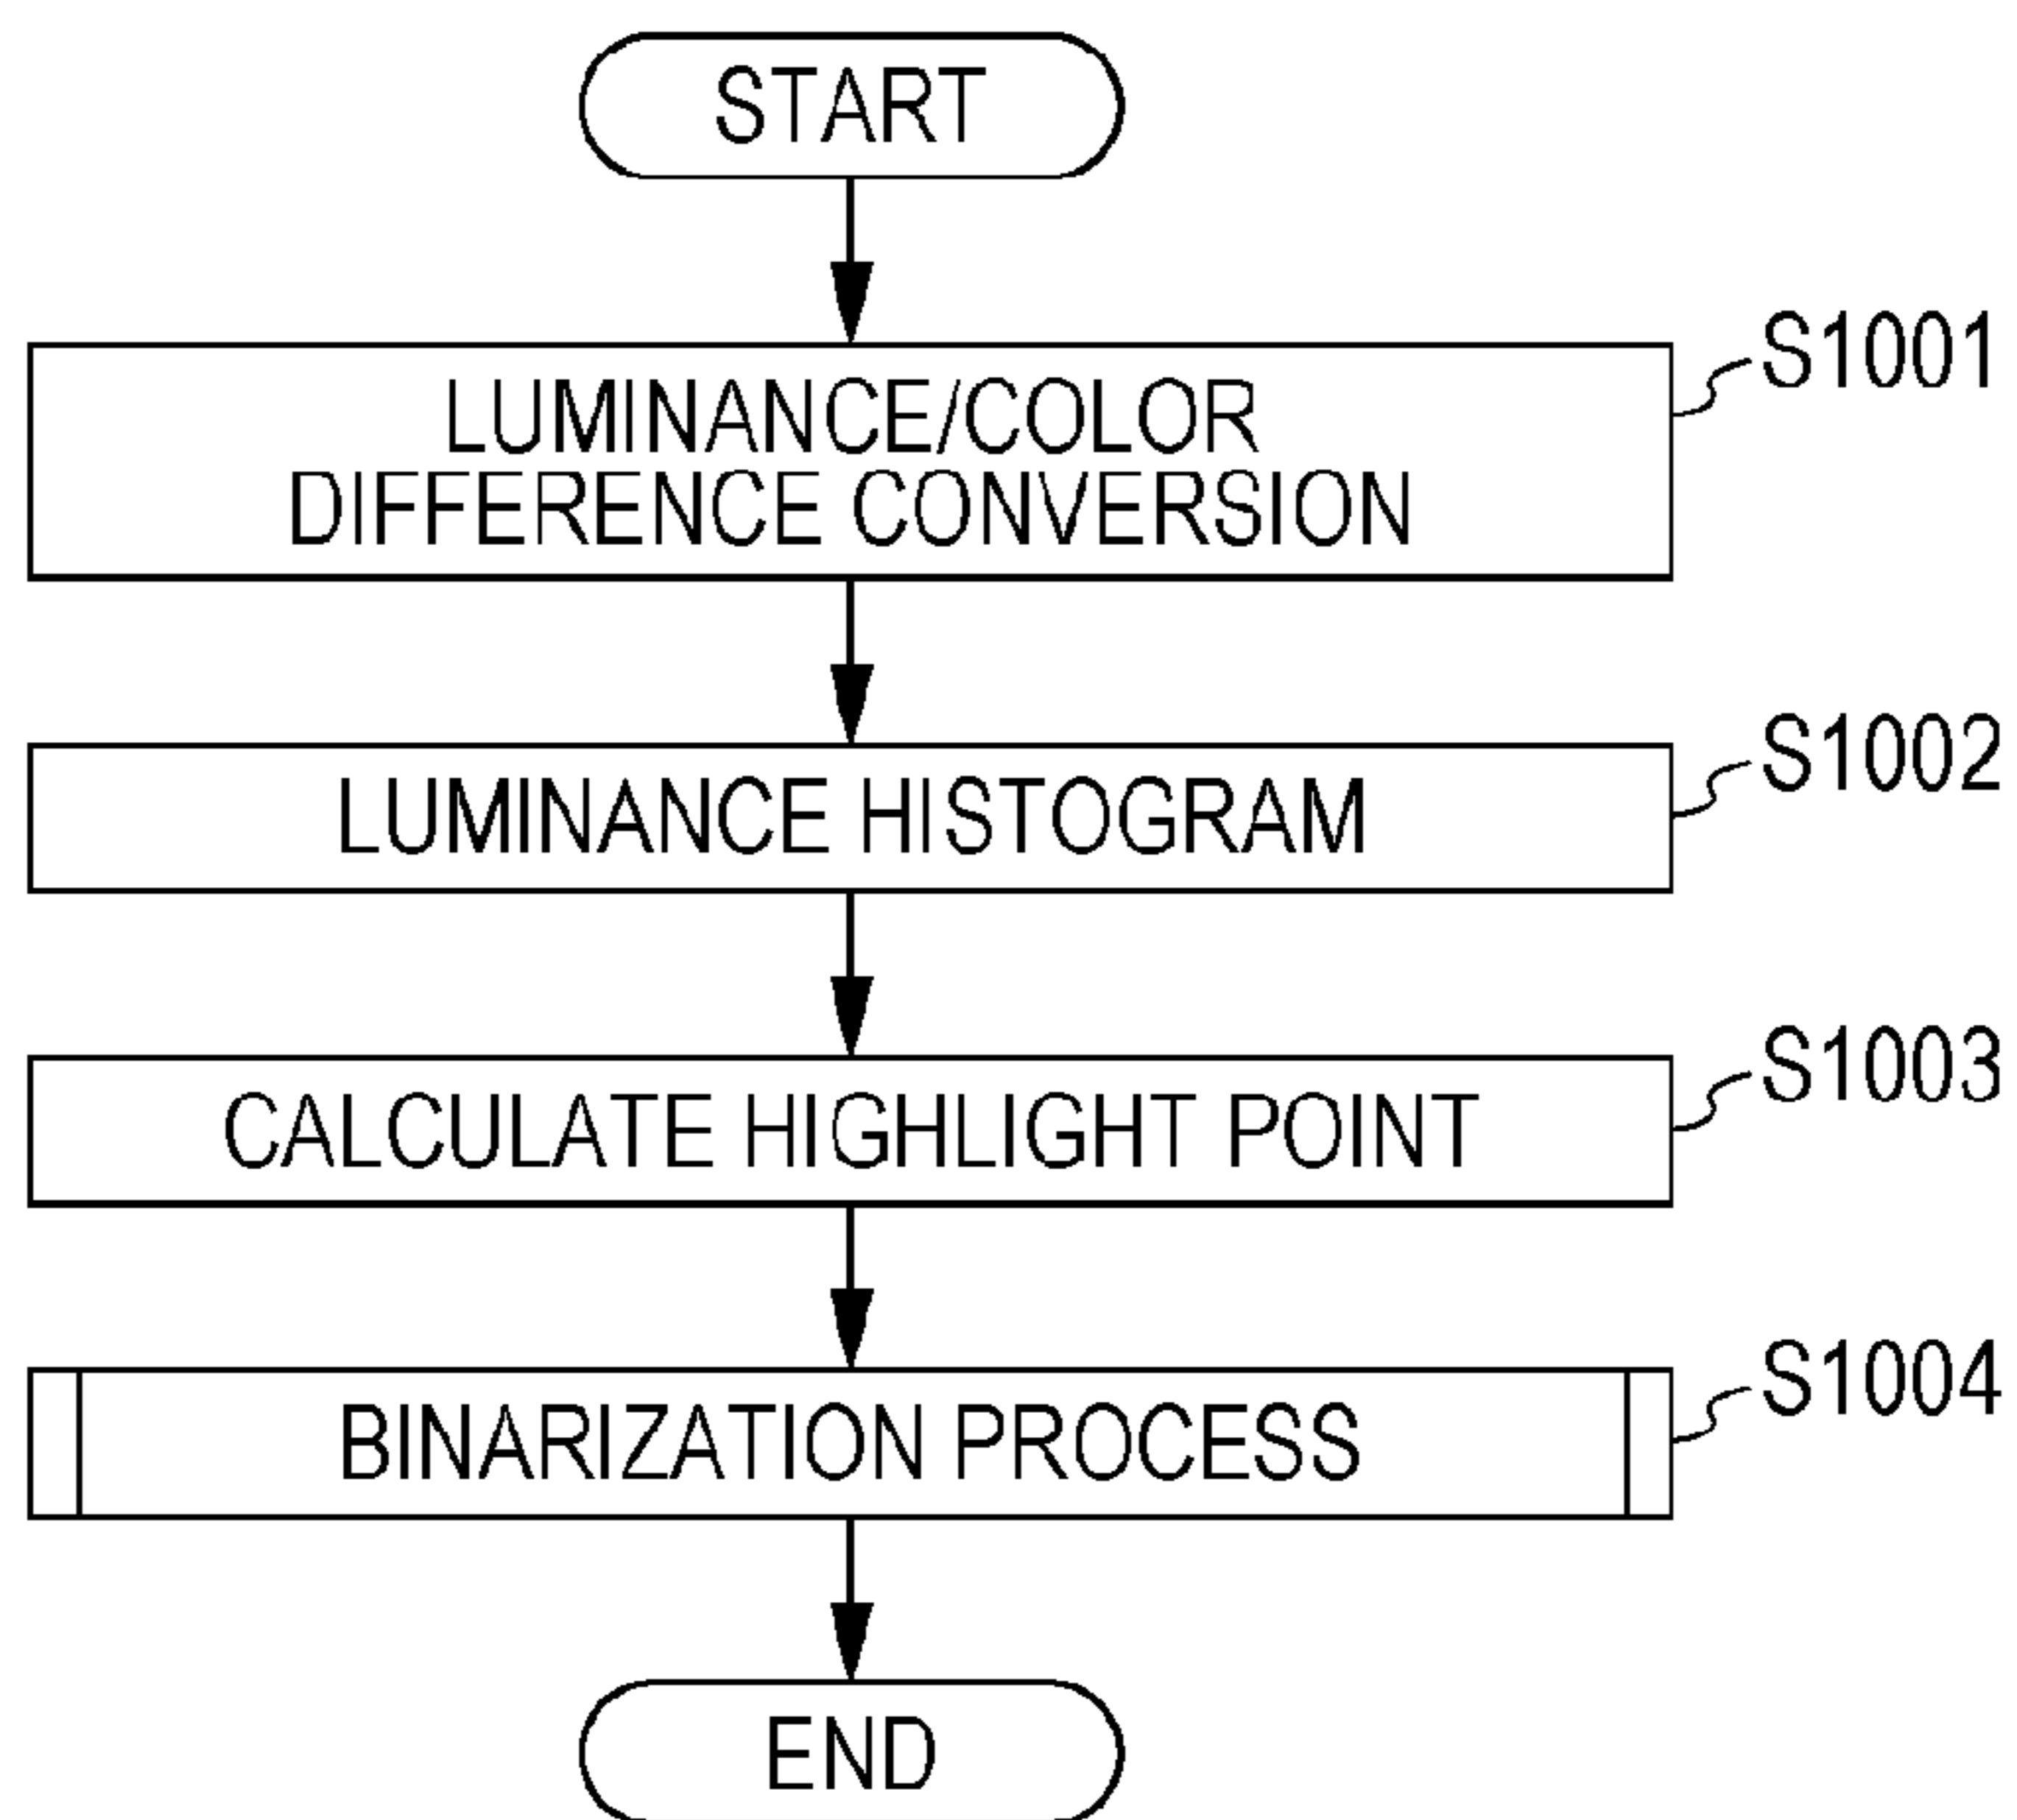 START
LUMINANCE/COLOR
DIFFERENCE CONVERSION
S1001
LUMINANCE HISTOGRAM
S1002
CALCULATE HIGHLIGHT POINT
S1003
BINARIZATION PROCESS
S1004
END